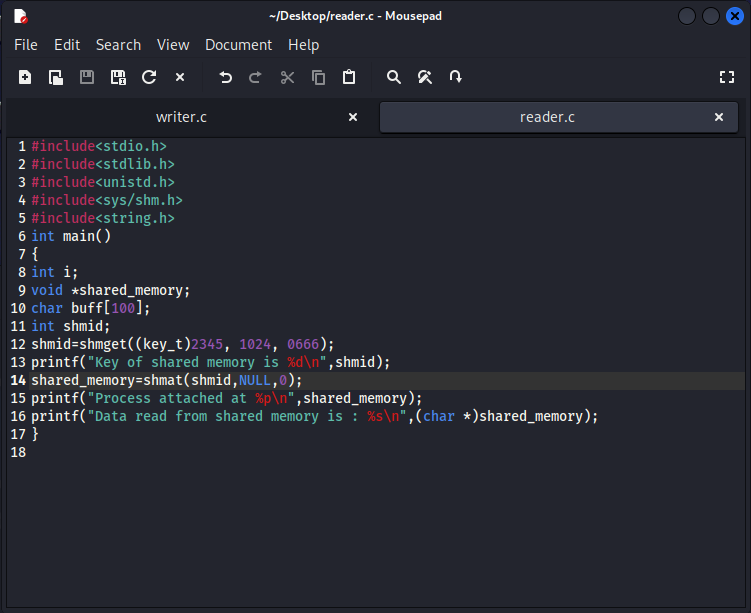 ~/Desktop/reader.c - Mousepad
File Edit Search View Document Help
writer.c reader.c
1 #include<stdio.h>
2 #include<stdlib.h>
3 #include<unistd.h>
4 #include<sys/shm.h>
5 #include<string.h>
6 int main()
7 {
8 int i;
9 void *shared_memory;
10 char buff[100];
11 int shmid;
12 shmid=shmget((key_t)2345, 1024, 0666);
13 printf("Key of shared memory is %d\n",shmid);
14 shared_memory=shmat(shmid,NULL,0);
15 printf("Process attached at %p\n",shared_memory);
16 printf("Data read from shared memory is : %s\n",(char *)shared_memory);
17 }
18